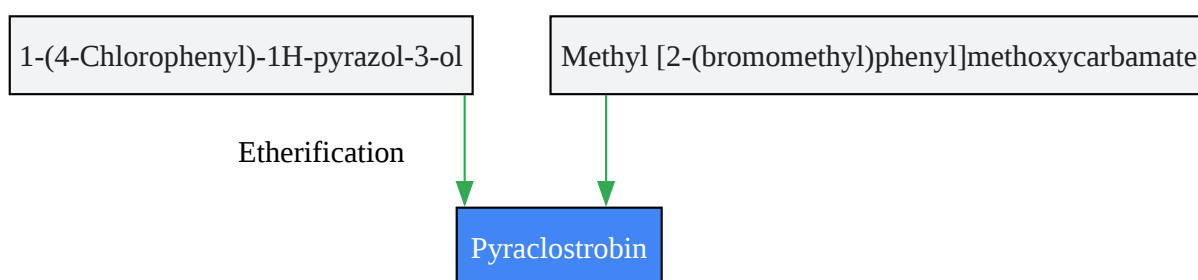 1-(4-Chlorophenyl)-1H-pyrazol-3-ol
Methyl [2-(bromomethyl)phenyl]methoxycarbamate
Etherification
Pyraclostrobin